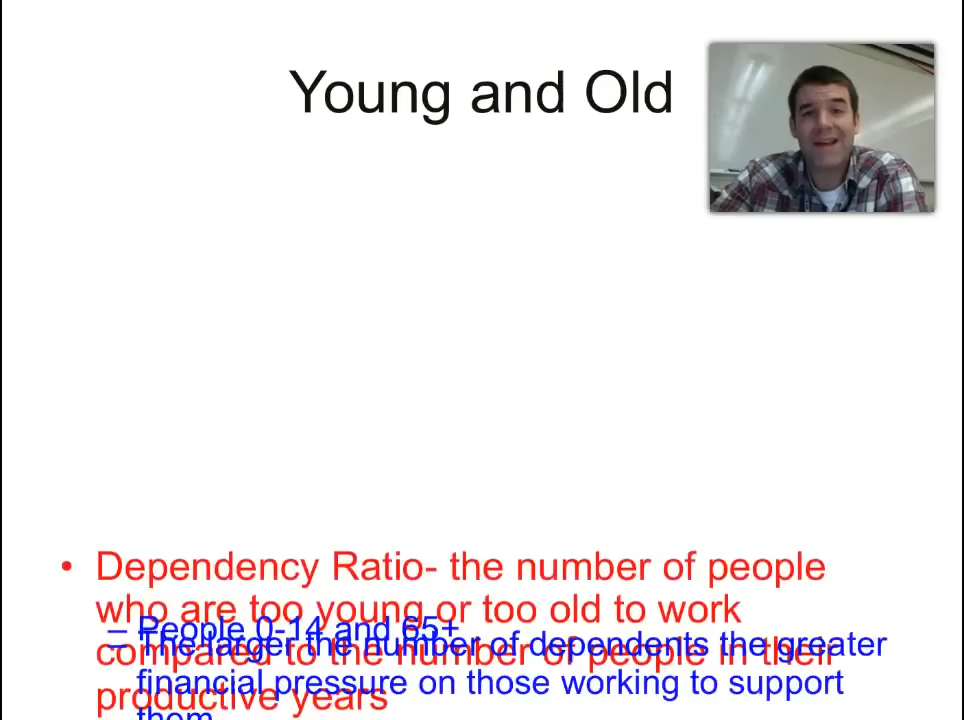 Young and Old
• Dependency Ratio- the number of people
who are too young or too old to work
compared to the number of people in their
productive years
– People 0-14 and 65+
– The larger the number of dependents the greater
financial pressure on those working to support
them